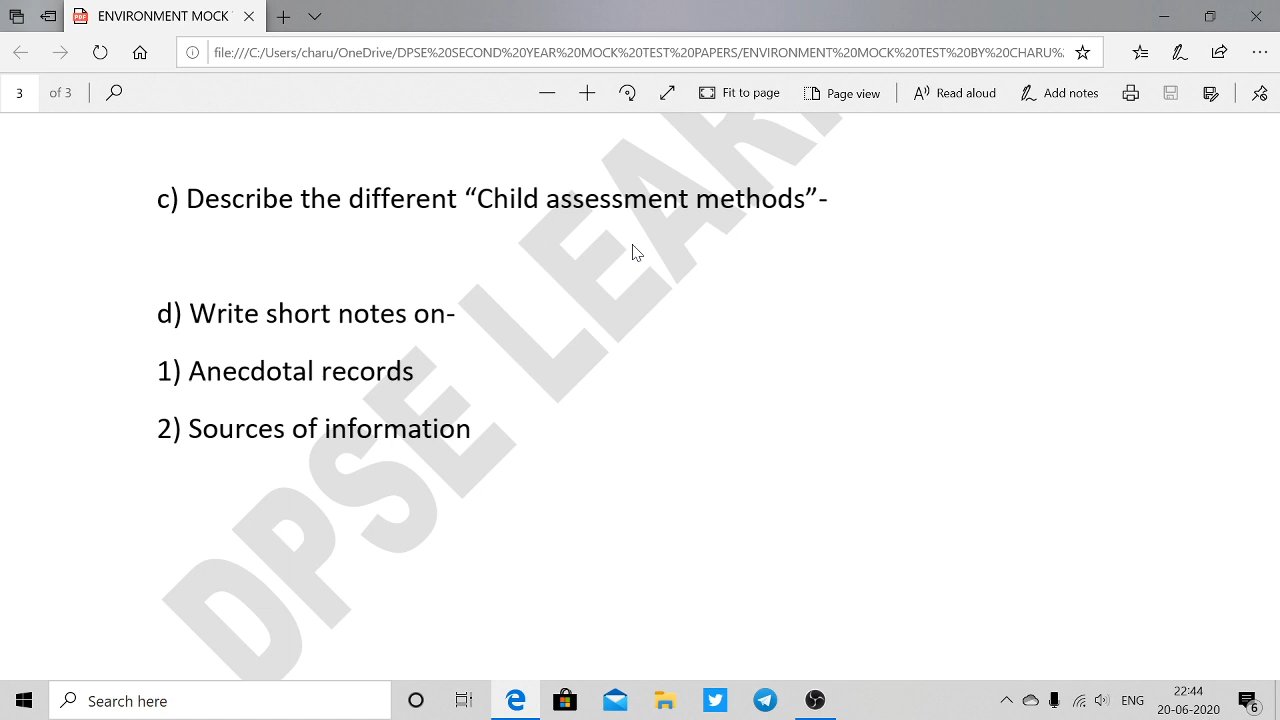 ENVIRONMENT MOCK
file:///C:/Users/charu/OneDrive/DPSE%20SECOND%20YEAR%20MOCK%20TEST%20PAPERS/ENVIRONMENT%20MOCK%20TEST%20BY%20CHARU%
3 of 3 Fit to page Page view Read aloud Add notes
c) Describe the different “Child assessment methods”-
d) Write short notes on-
1) Anecdotal records
2) Sources of information
DPSE LEAR
Search here
ENG
22:44
20-06-2020
6